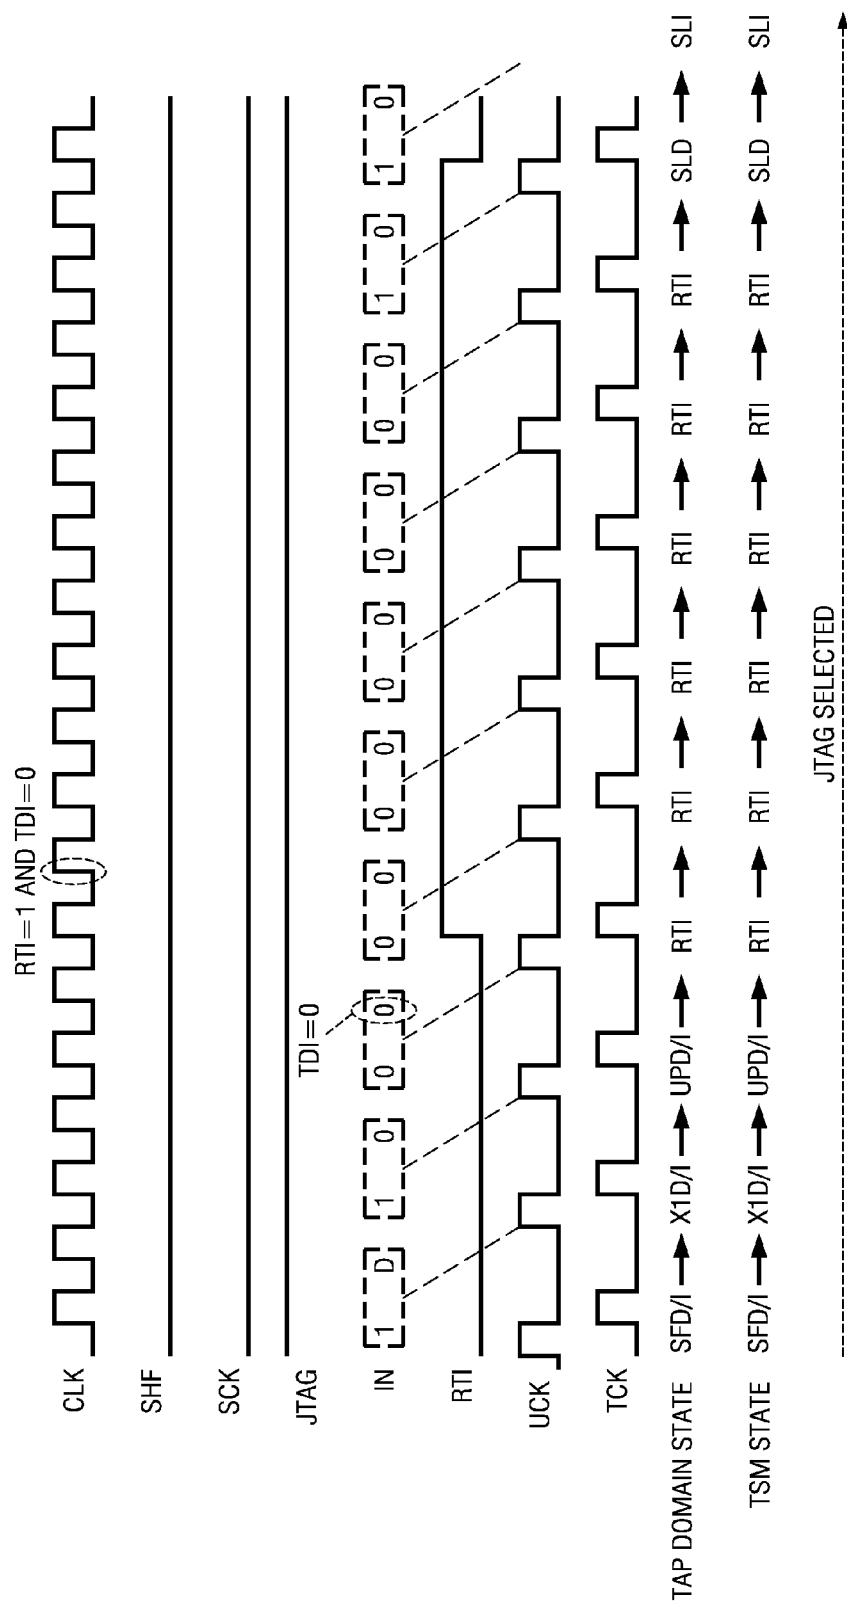 RTI=1 AND TDI=0
CLK
SHF
SCK
JTAG
TDI=0
IN 1 D 1 0 0 0 0 0 0 0 0 0 0 0 0 0 1 0 1 0
RTI
UCK
TCK
TAP DOMAIN STATE SFD/I → X1D/I → UPD/I → RTI → RTI → RTI → RTI → RTI → RTI → SLD → SLI
TSM STATE SFD/I → X1D/I → UPD/I → RTI → RTI → RTI → RTI → RTI → RTI → SLD → SLI
JTAG SELECTED